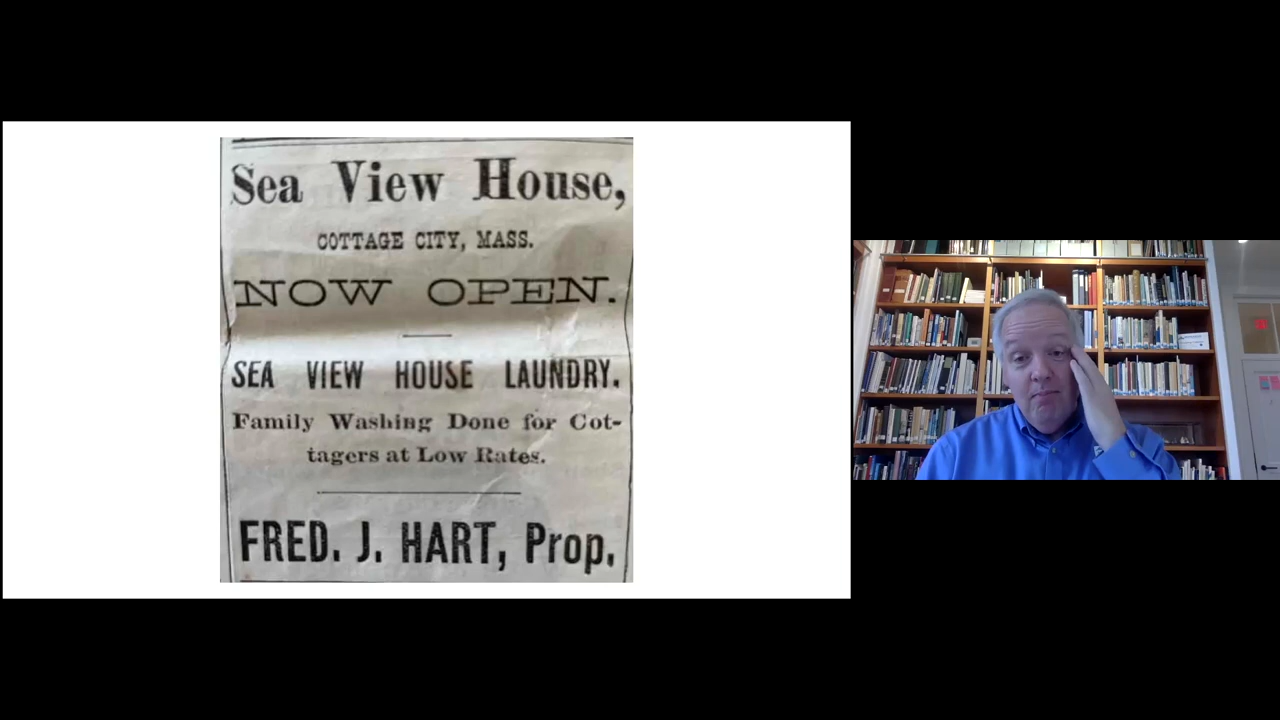 Sea View House,
COTTAGE CITY, MASS.
NOW OPEN.
SEA VIEW HOUSE LAUNDRY.
Family Washing Done for Cot-
tagers at Low Rates.
FRED. J. HART, Prop.